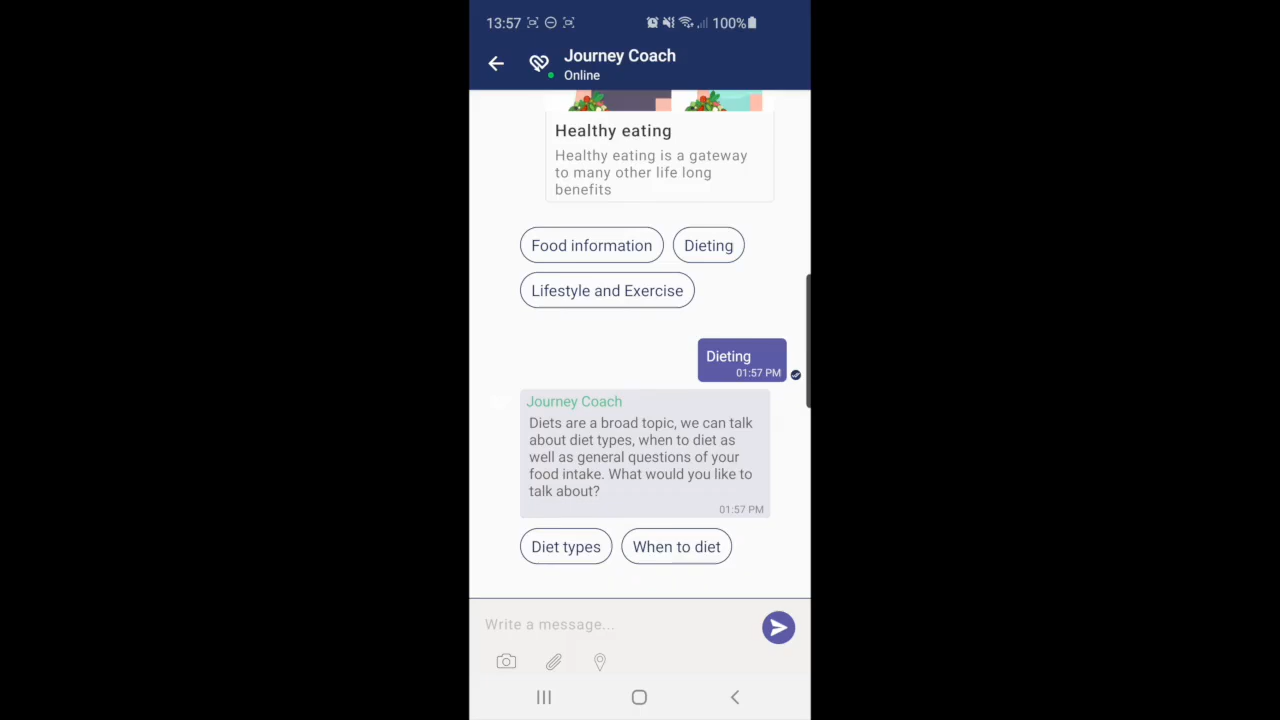 13:57 100%
Journey Coach
Online
Healthy eating
Healthy eating is a gateway
to many other life long
benefits
Food information Dieting
Lifestyle and Exercise
Dieting
01:57 PM
Journey Coach
Diets are a broad topic, we can talk
about diet types, when to diet as
well as general questions of your
food intake. What would you like to
talk about?
01:57 PM
Diet types When to diet
Write a message...